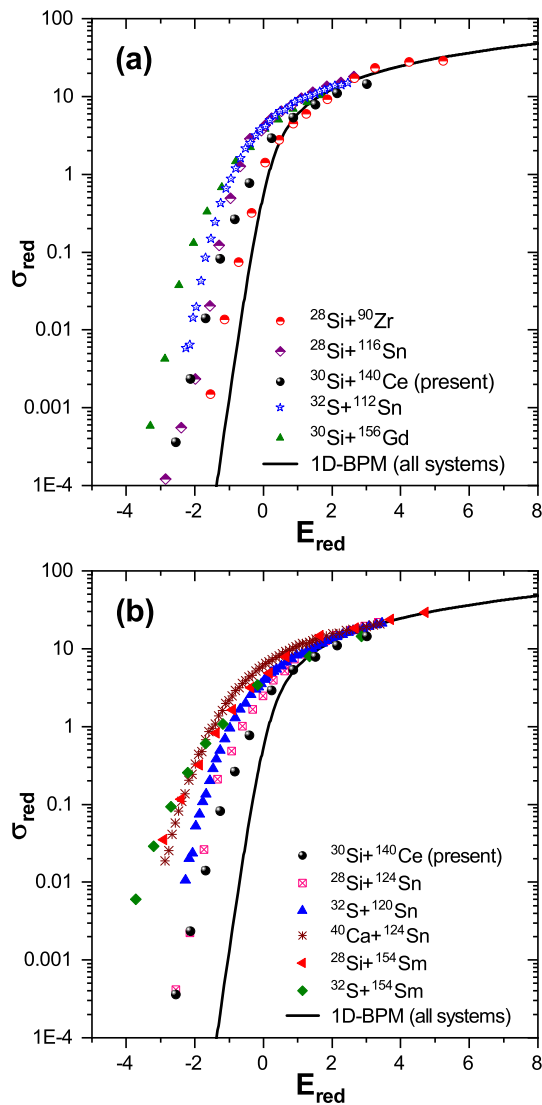 (a)
100
10
1
0.1
0.01
0.001
1E-4
σred
²⁸Si+⁹⁰Zr
²⁸Si+¹¹⁶Sn
³⁰Si+¹⁴⁰Ce (present)
³²S+¹¹²Sn
³⁰Si+¹⁵⁶Gd
1D-BPM (all systems)
-4 -2 0 2 4 6 8
Ered
(b)
100
10
1
0.1
0.01
0.001
1E-4
σred
³⁰Si+¹⁴⁰Ce (present)
²⁸Si+¹²⁴Sn
³²S+¹²⁰Sn
⁴⁰Ca+¹²⁴Sn
²⁸Si+¹⁵⁴Sm
³²S+¹⁵⁴Sm
1D-BPM (all systems)
-4 -2 0 2 4 6 8
Ered